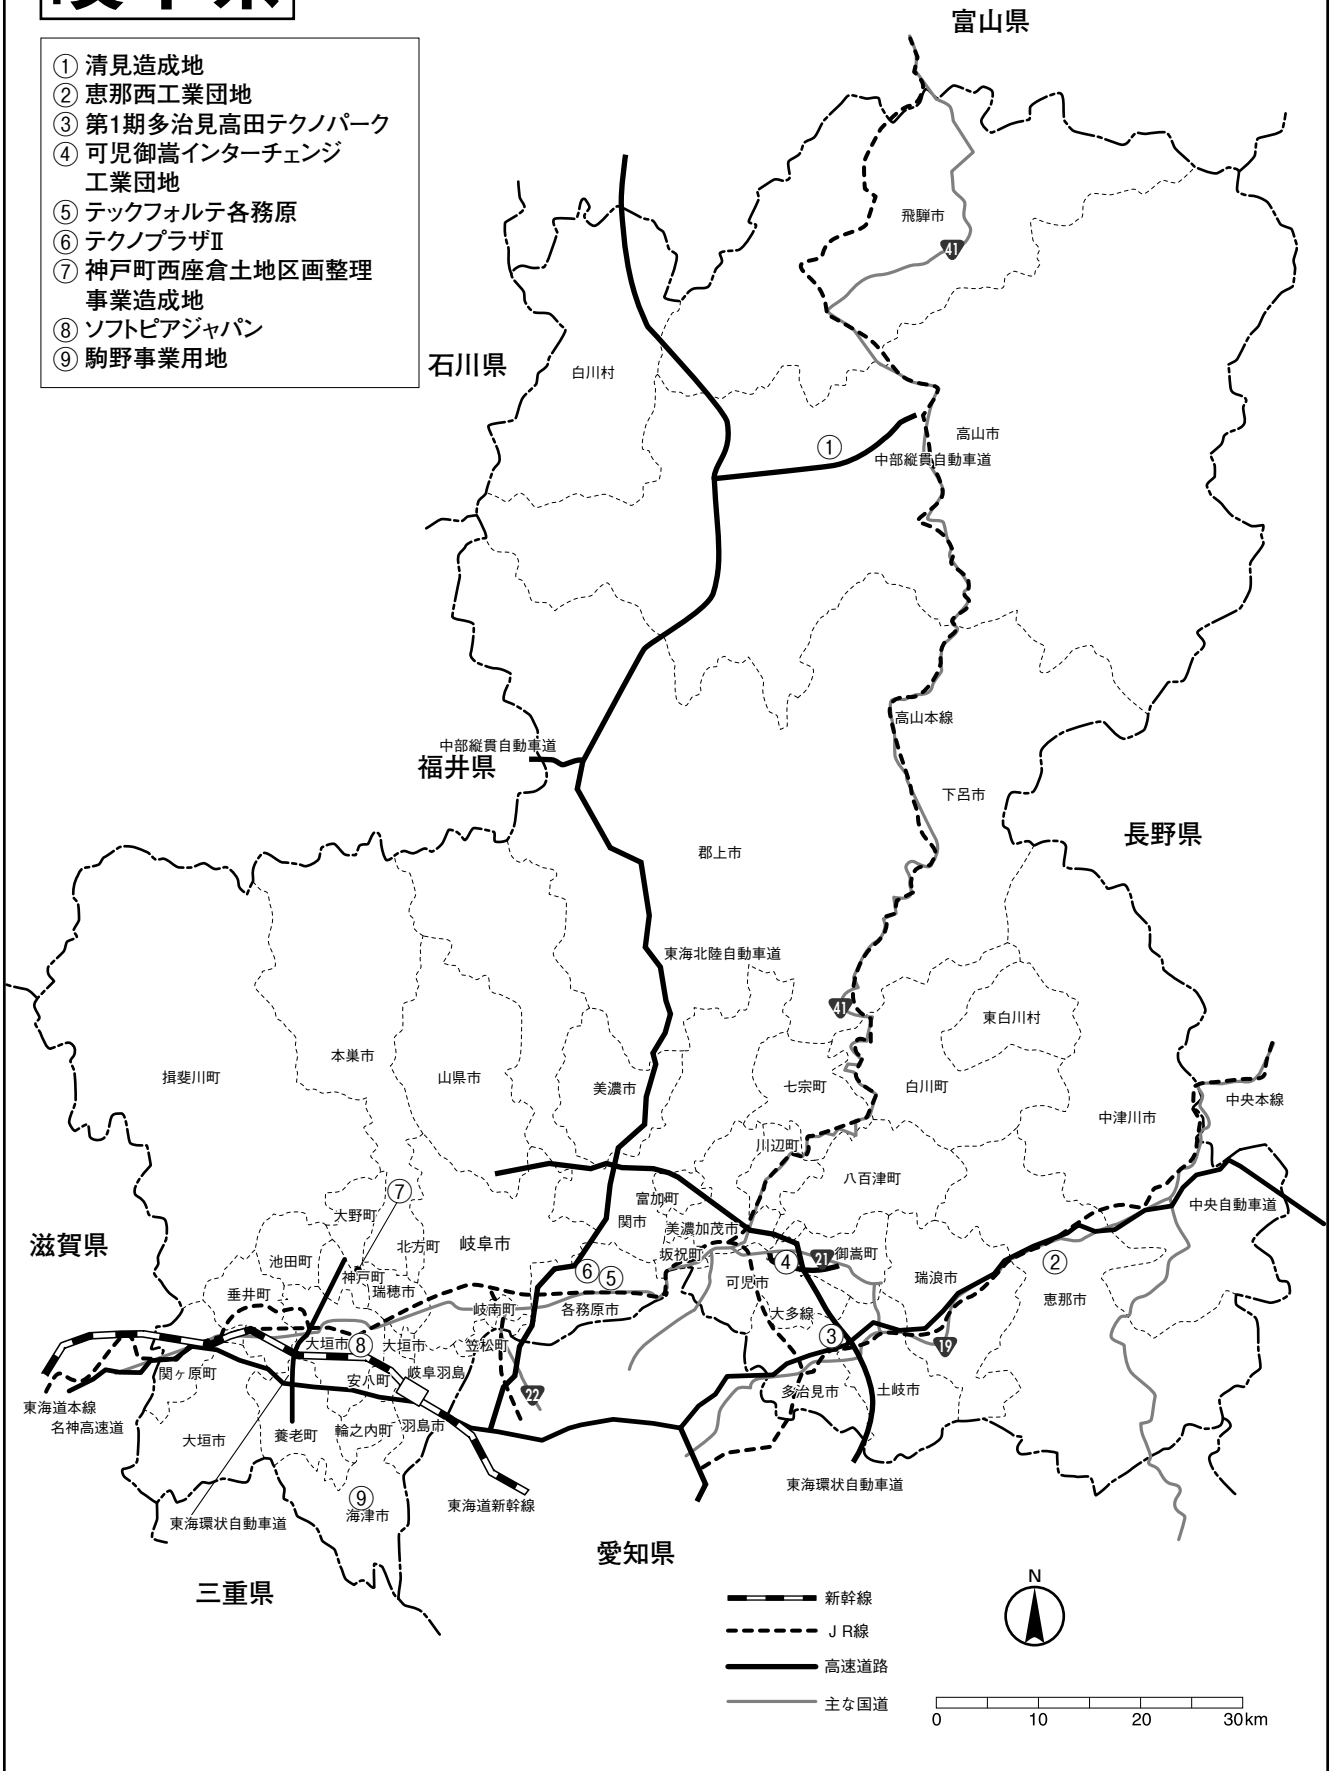 岐阜県
① 清見造成地
② 恵那西工業団地
③ 第1期多治見高田テクノパーク
④ 可児御嵩インターチェンジ
工業団地
⑤ テックフォルテ各務原
⑥ テクノプラザⅡ
⑦ 神戸町西座倉土地区画整理
事業造成地
⑧ ソフトピアジャパン
⑨ 駒野事業用地
富山県
飛騨市
41
石川県
白川村
①
高山市
中部縦貫自動車道
高山本線
中部縦貫自動車道
福井県
下呂市
長野県
郡上市
東海北陸自動車道
41
東白川村
本巣市
揖斐川町
山県市
美濃市
七宗町
白川町
中央本線
中津川市
川辺町
八百津町
⑦
富加町
中央自動車道
大野町
関市
美濃加茂市
滋賀県
北方町
岐阜市
坂祝町
御嵩町
21
④
②
池田町
神戸町
⑥
⑤
可児市
瑞浪市
垂井町
瑞穂市
恵那市
岐南町
各務原市
大多線
大垣市
⑧
大垣市
笠松町
③
19
関ヶ原町
安八町
岐阜羽島
22
多治見市
土岐市
東海道本線
名神高速道
大垣市
養老町
輪之内町
羽島市
東海環状自動車道
⑨
海津市
東海道新幹線
東海環状自動車道
愛知県
三重県
N
新幹線
ＪＲ線
高速道路
主な国道
0
10
20
30km